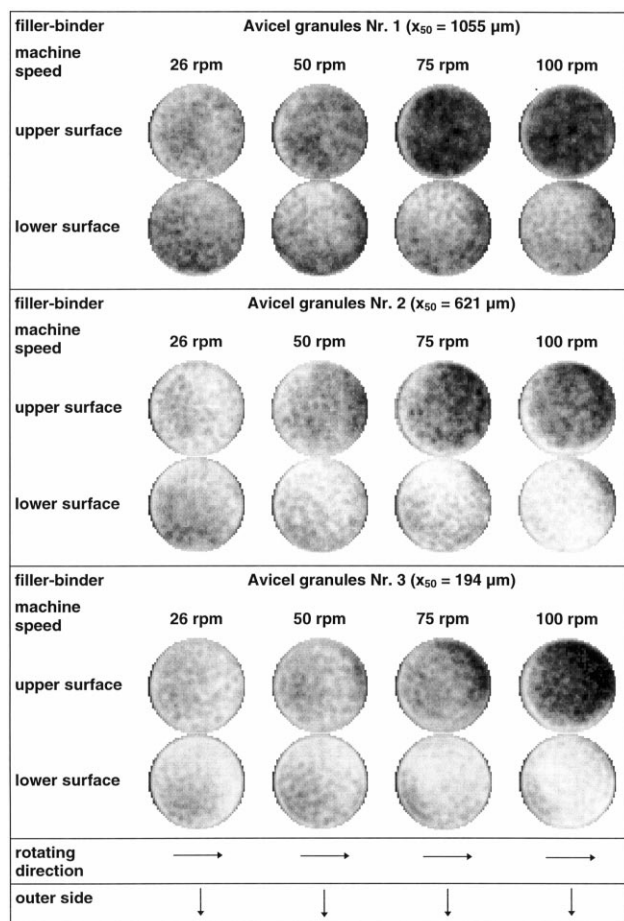 filler-binder Avicel granules Nr. 1 (x50 = 1055 µm)
machine speed 26 rpm 50 rpm 75 rpm 100 rpm
upper surface
lower surface
filler-binder Avicel granules Nr. 2 (x50 = 621 µm)
machine speed 26 rpm 50 rpm 75 rpm 100 rpm
upper surface
lower surface
filler-binder Avicel granules Nr. 3 (x50 = 194 µm)
machine speed 26 rpm 50 rpm 75 rpm 100 rpm
upper surface
lower surface
rotating direction
outer side